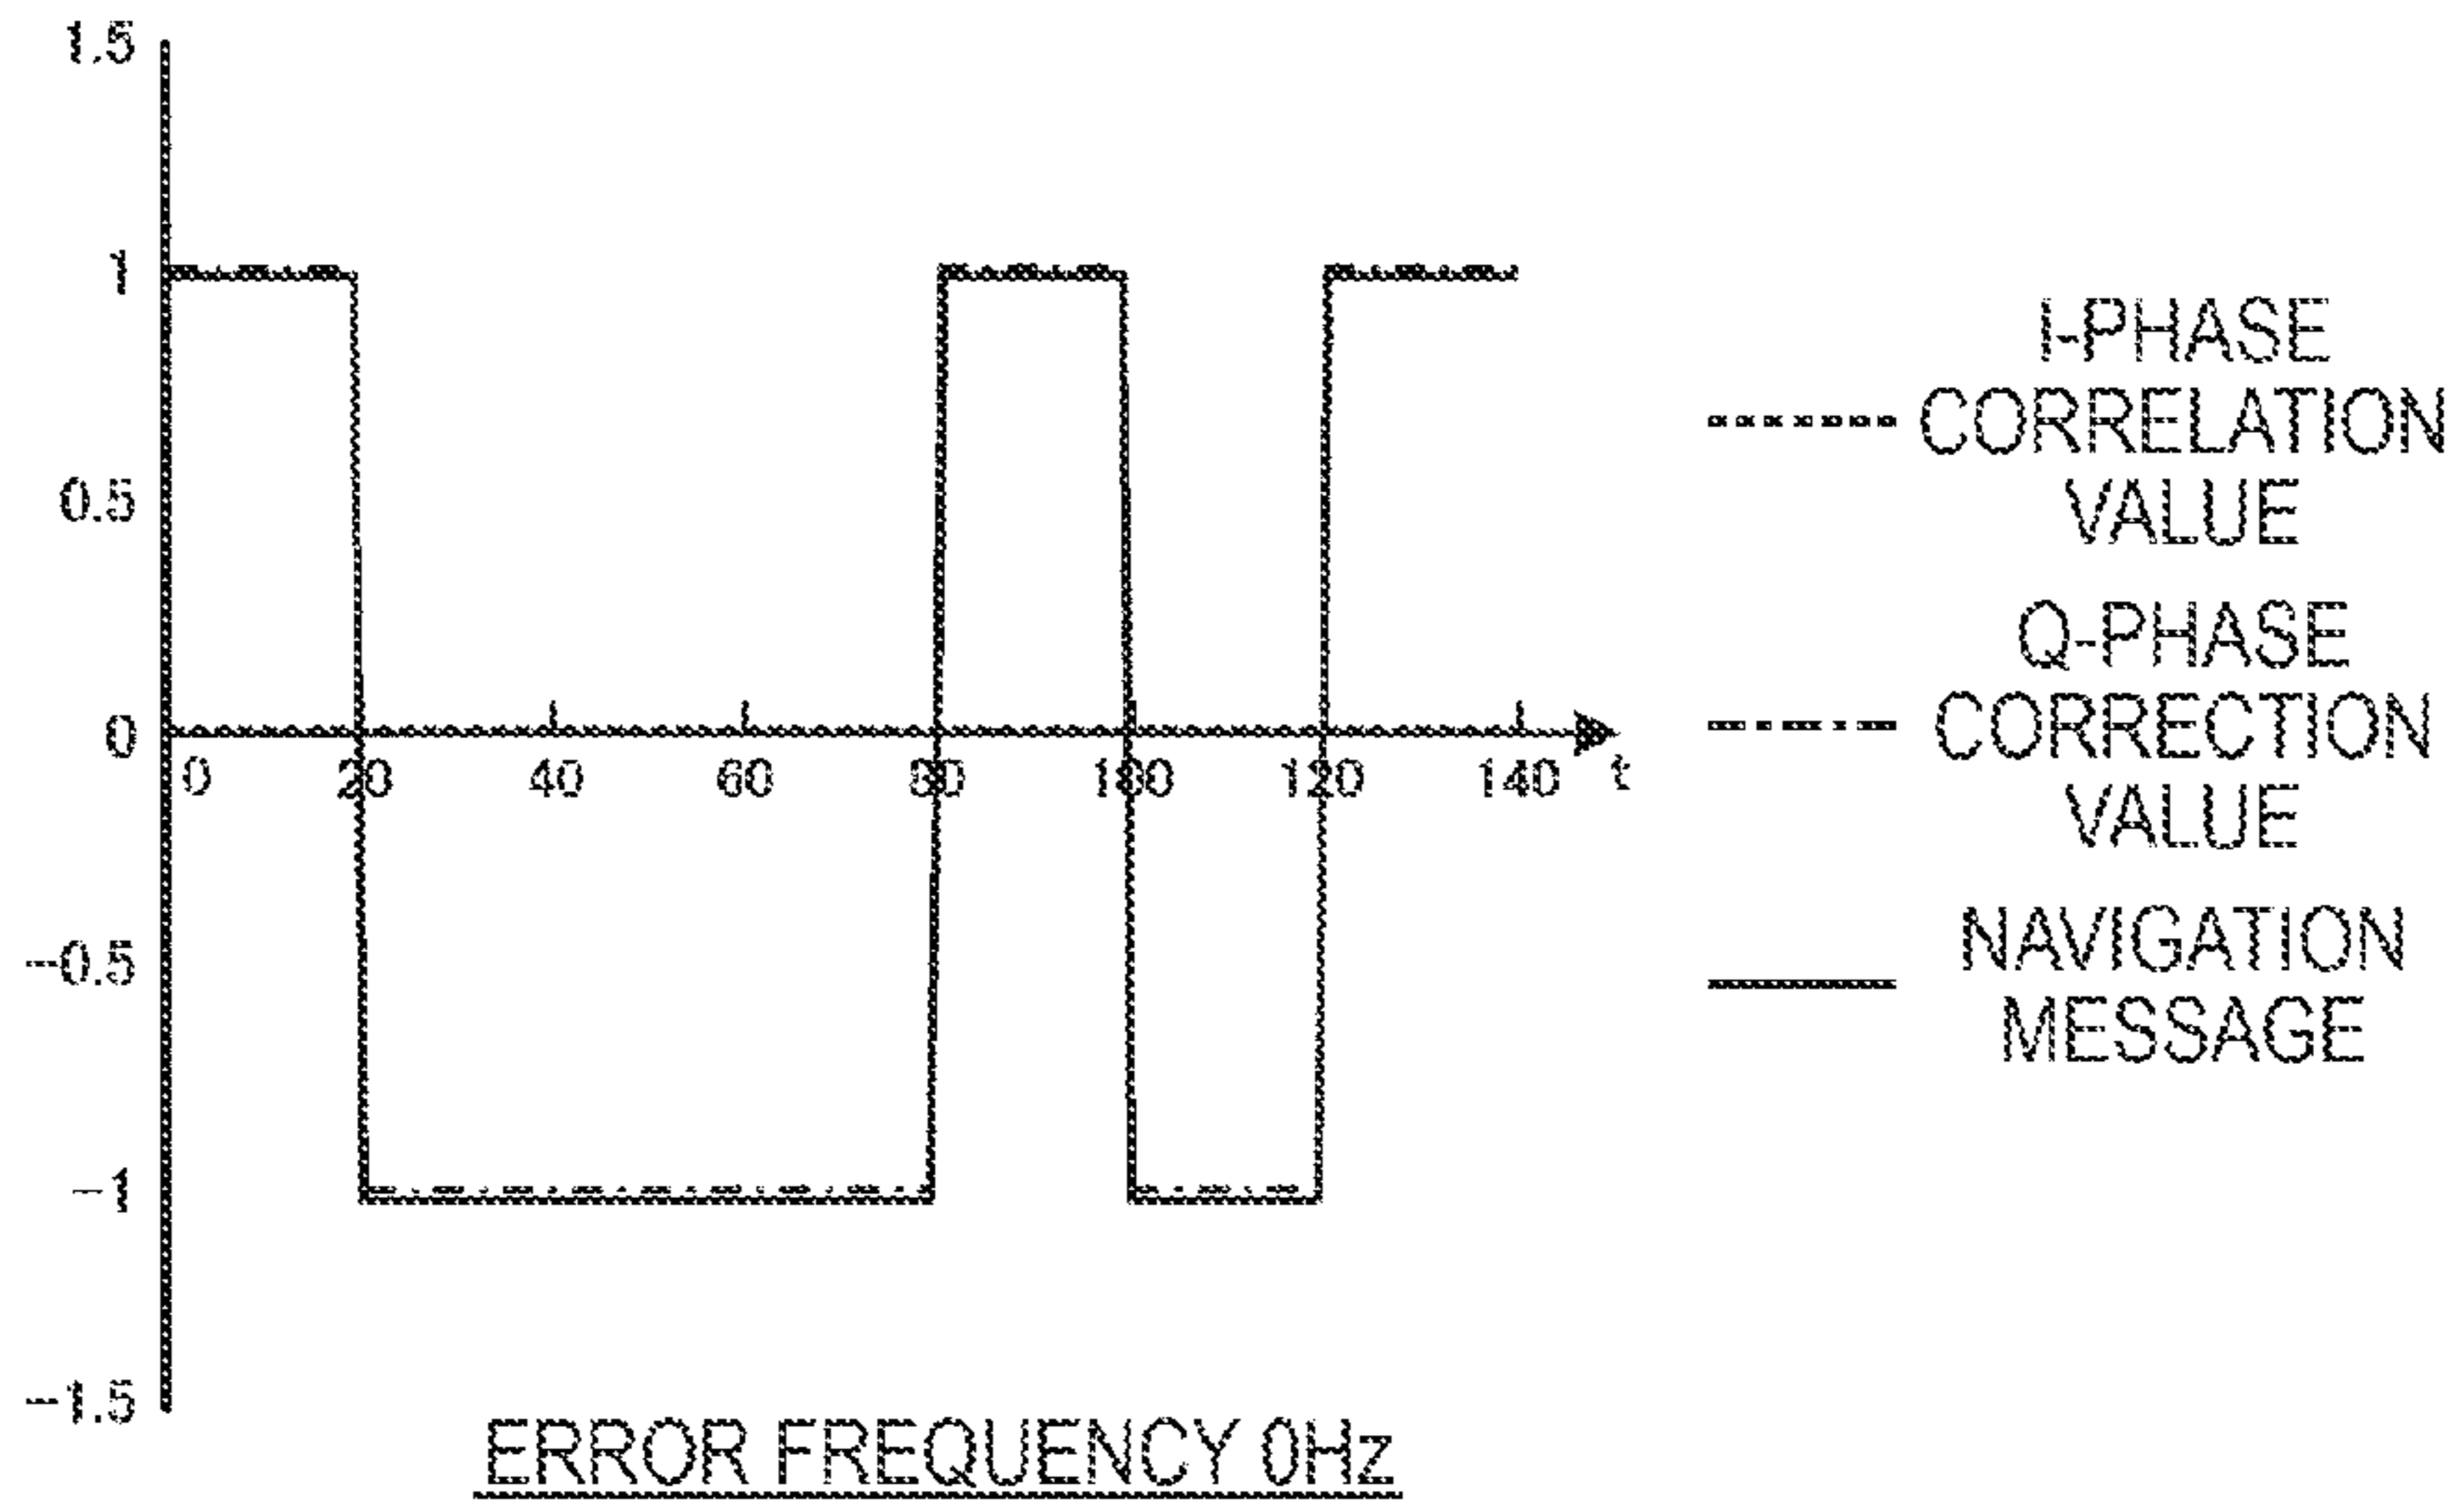 1.5
1
0.5
0
-0.5
-1
-1.5
0 20 40 60 80 100 120 140 t
I-PHASE
CORRELATION
VALUE
Q-PHASE
CORRECTION
VALUE
NAVIGATION
MESSAGE
ERROR FREQUENCY 0Hz